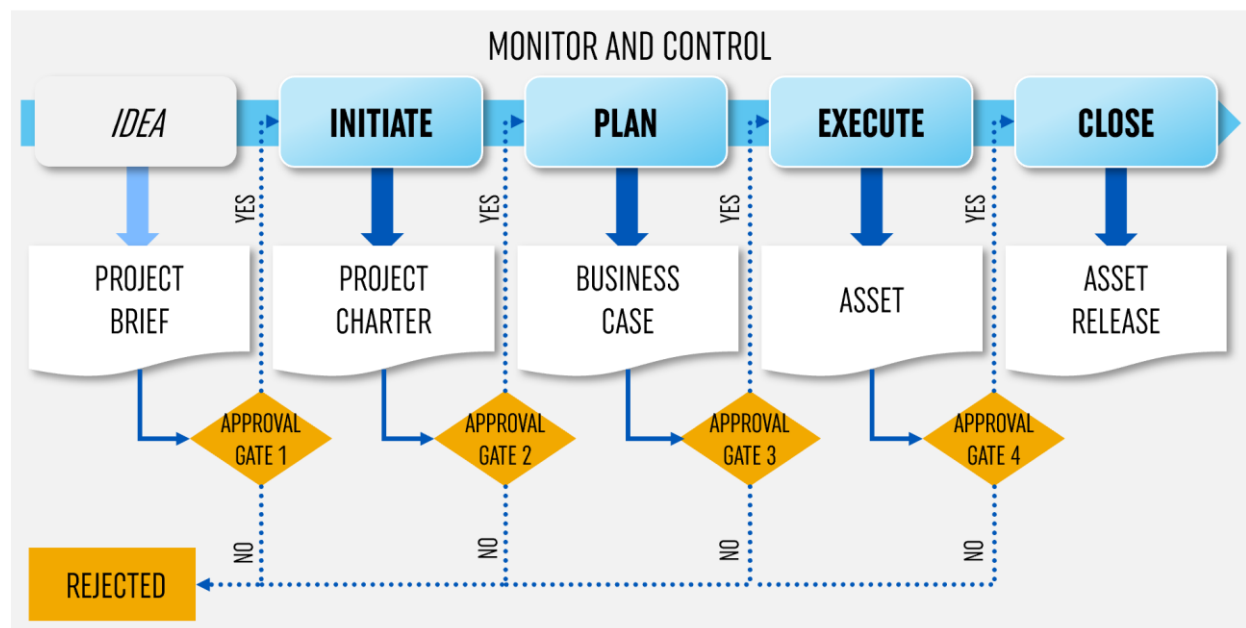 MONITOR AND CONTROL
IDEA
INITIATE
PLAN
EXECUTE
CLOSE
YES
YES
YES
YES
PROJECT
BRIEF
PROJECT
CHARTER
BUSINESS
CASE
ASSET
ASSET
RELEASE
APPROVAL
GATE 1
APPROVAL
GATE 2
APPROVAL
GATE 3
APPROVAL
GATE 4
NO
NO
NO
NO
REJECTED